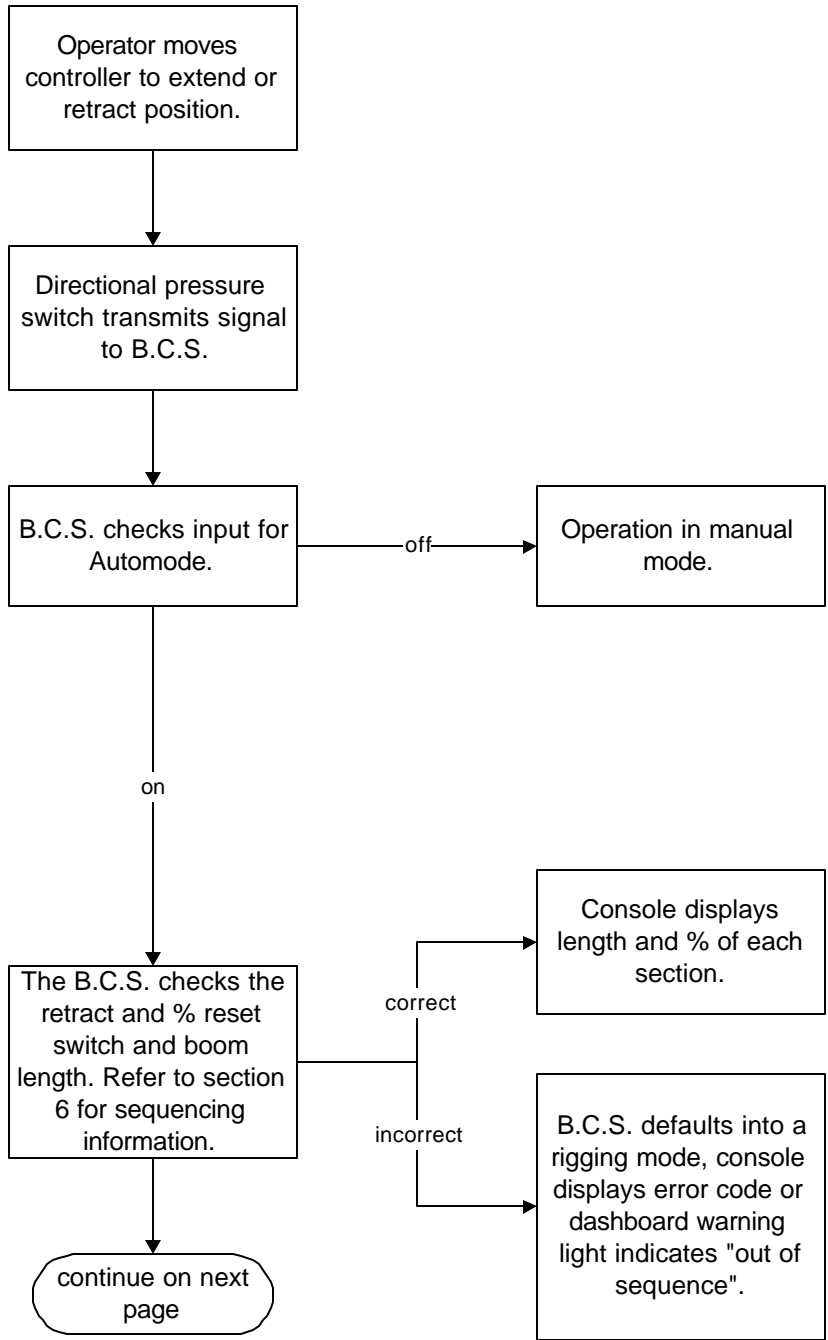 Operator moves
controller to extend or
retract position.
Directional pressure
switch transmits signal
to B.C.S.
B.C.S. checks input for
Automode.
off
Operation in manual
mode.
on
The B.C.S. checks the
retract and % reset
switch and boom
length. Refer to section
6 for sequencing
information.
correct
Console displays
length and % of each
section.
incorrect
B.C.S. defaults into a
rigging mode, console
displays error code or
dashboard warning
light indicates "out of
sequence".
continue on next
page